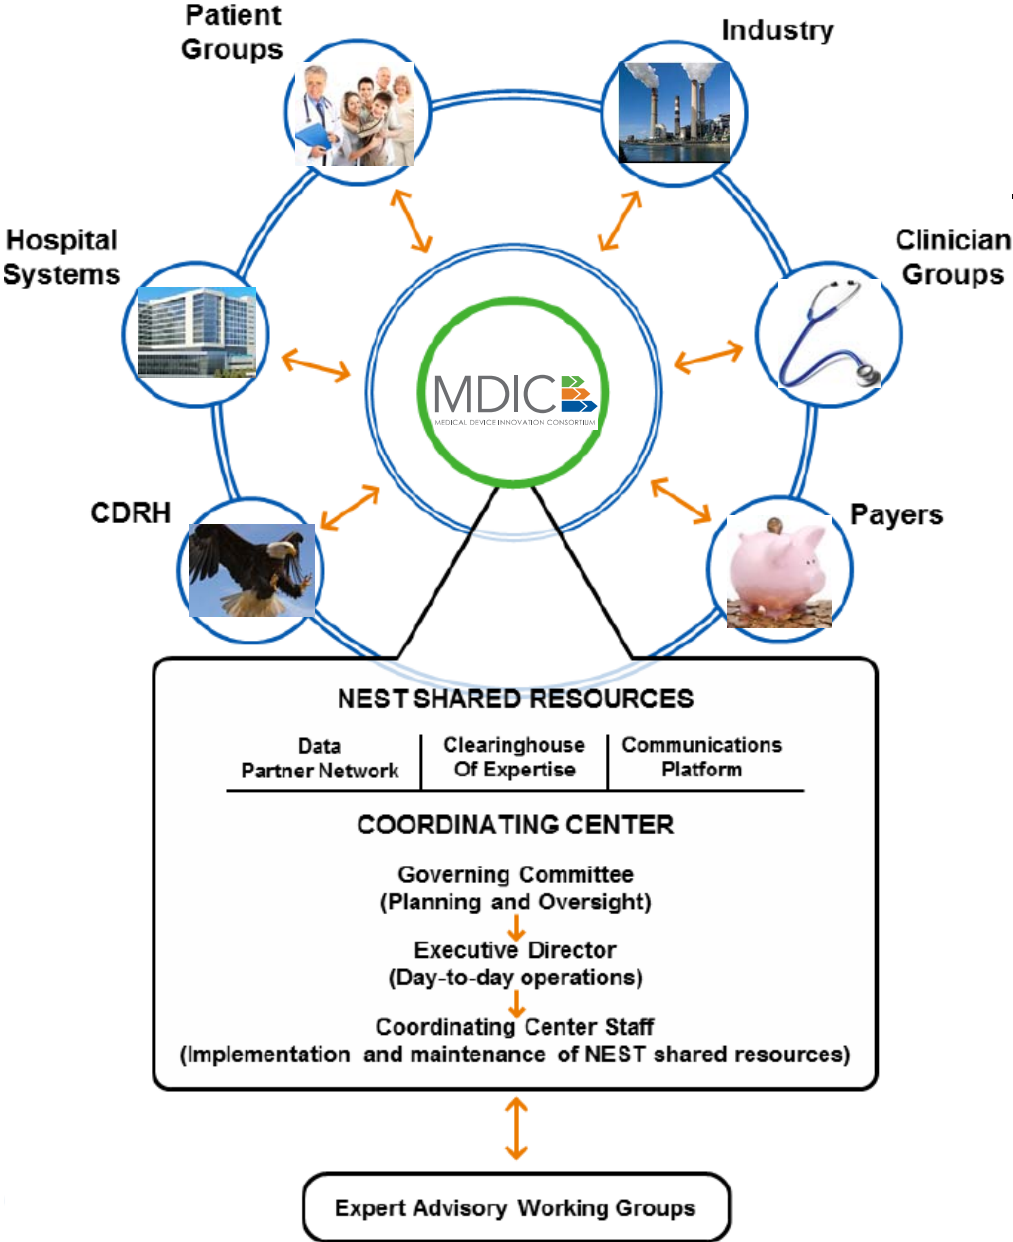 Patient
Groups
Industry
Hospital
Systems
Clinician
Groups
MDIC
MEDICAL DEVICE INNOVATION CONSORTIUM
CDRH
Payers
NEST SHARED RESOURCES
Data
Partner Network
Clearinghouse
Of Expertise
Communications
Platform
COORDINATING CENTER
Governing Committee
(Planning and Oversight)
Executive Director
(Day-to-day operations)
Coordinating Center Staff
(Implementation and maintenance of NEST shared resources)
Expert Advisory Working Groups